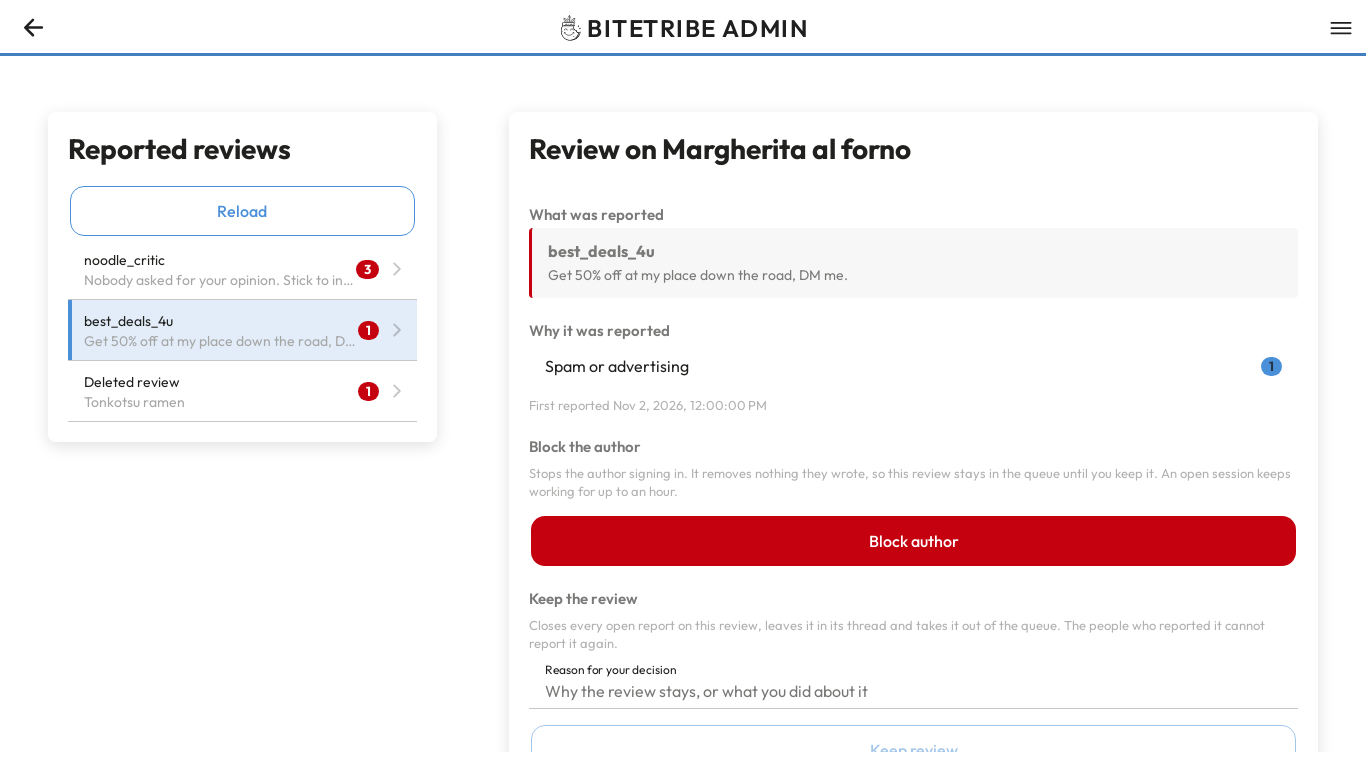 BITETRIBE ADMIN
Reported reviews
Reload
noodle_critic
Nobody asked for your opinion. Stick to in…
3
best_deals_4u
Get 50% off at my place down the road, D…
1
Deleted review
Tonkotsu ramen
1
Review on Margherita al forno
What was reported
best_deals_4u
Get 50% off at my place down the road, DM me.
Why it was reported
Spam or advertising
1
First reported Nov 2, 2026, 12:00:00 PM
Block the author
Stops the author signing in. It removes nothing they wrote, so this review stays in the queue until you keep it. An open session keeps
working for up to an hour.
Block author
Keep the review
Closes every open report on this review, leaves it in its thread and takes it out of the queue. The people who reported it cannot
report it again.
Reason for your decision
Why the review stays, or what you did about it
Keep review